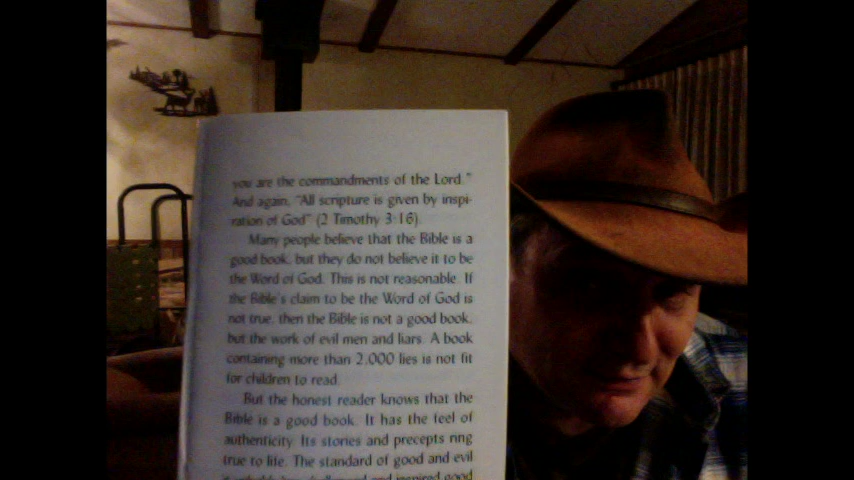 you are the commandments of the Lord."
And again, "All scripture is given by inspi-
ration of God" (2 Timothy 3:16).
Many people believe that the Bible is a
good book, but they do not believe it to be
the Word of God. This is not reasonable. If
the Bible's claim to be the Word of God is
not true, then the Bible is not a good book,
but the work of evil men and liars. A book
containing more than 2,000 lies is not fit
for children to read.
But the honest reader knows that the
Bible is a good book. It has the feel of
authenticity. Its stories and precepts ring
true to life. The standard of good and evil
and inspired good